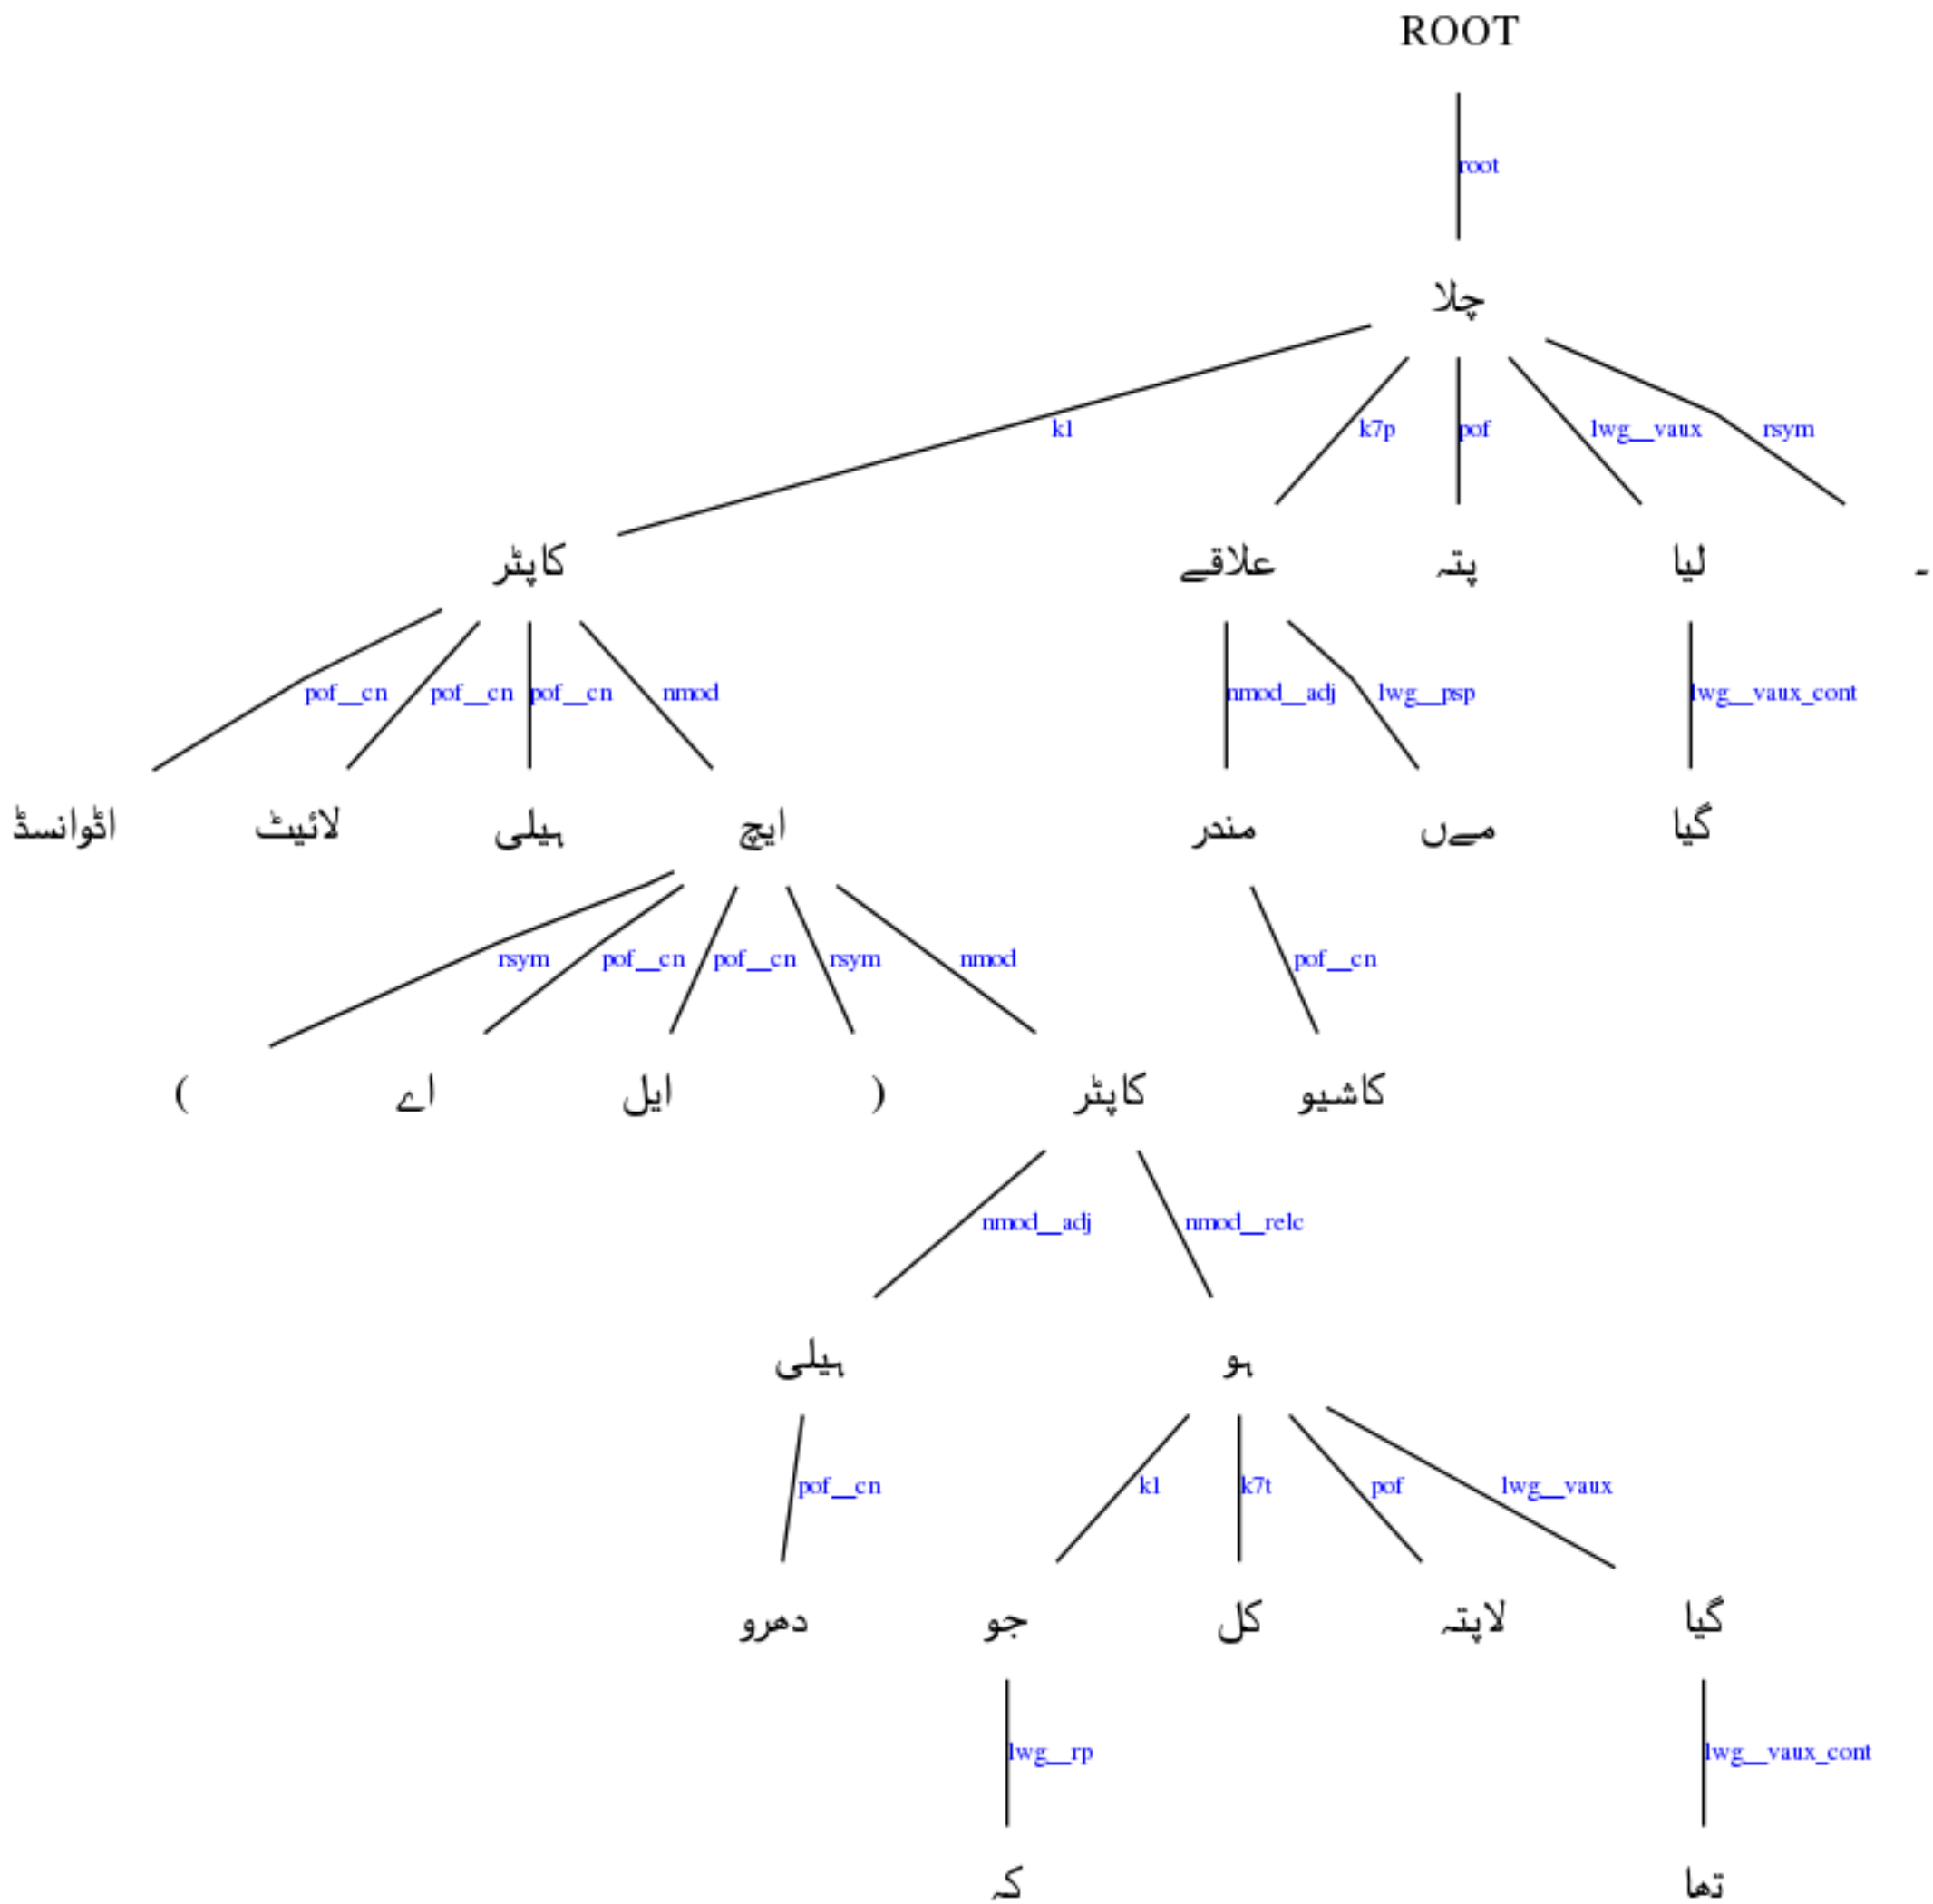 ROOT
root
چلا
k1 k7p pof lwg__vaux rsym
کاپٹر علاقے پتہ لیا ۔
pof__cn pof__cn pof__cn nmod nmod__adj lwg__psp lwg__vaux_cont
اڈوانسڈ لائیٹ ہیلی ایچ مندر مےں گیا
rsym pof__cn pof__cn rsym nmod pof__cn
( اے ایل ) کاپٹر کاشیو
nmod__adj nmod__relc
ہیلی ہو
pof__cn k1 k7t pof lwg__vaux
دھرو جو کل لاپتہ گیا
lwg__rp lwg__vaux_cont
کہ تھا